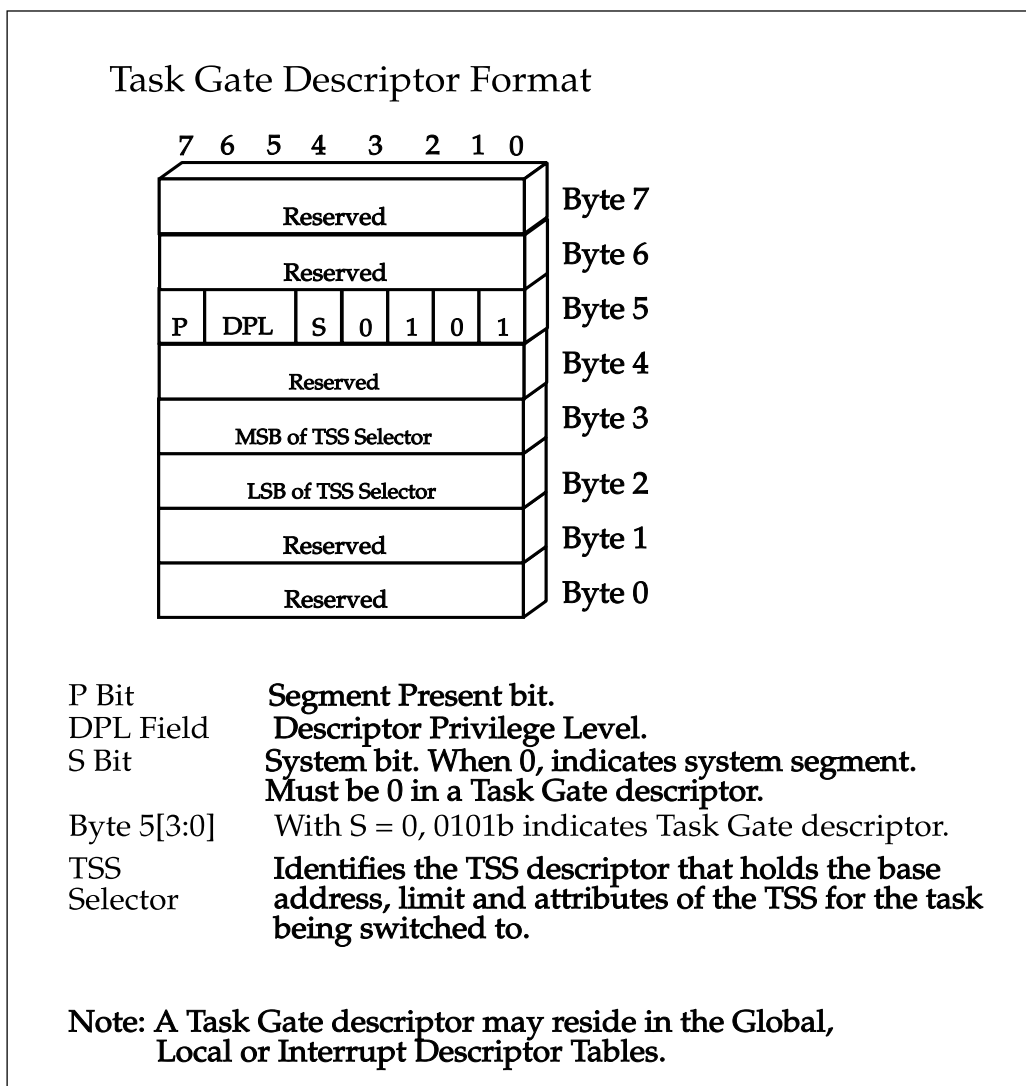 Task Gate Descriptor Format
7 6 5 4 3 2 1 0
Reserved Byte 7
Reserved Byte 6
P DPL S 0 1 0 1 Byte 5
Reserved Byte 4
MSB of TSS Selector Byte 3
LSB of TSS Selector Byte 2
Reserved Byte 1
Reserved Byte 0
P Bit Segment Present bit.
DPL Field Descriptor Privilege Level.
S Bit System bit. When 0, indicates system segment.
Must be 0 in a Task Gate descriptor.
Byte 5[3:0] With S = 0, 0101b indicates Task Gate descriptor.
TSS Identifies the TSS descriptor that holds the base
Selector address, limit and attributes of the TSS for the task
being switched to.
Note: A Task Gate descriptor may reside in the Global,
Local or Interrupt Descriptor Tables.